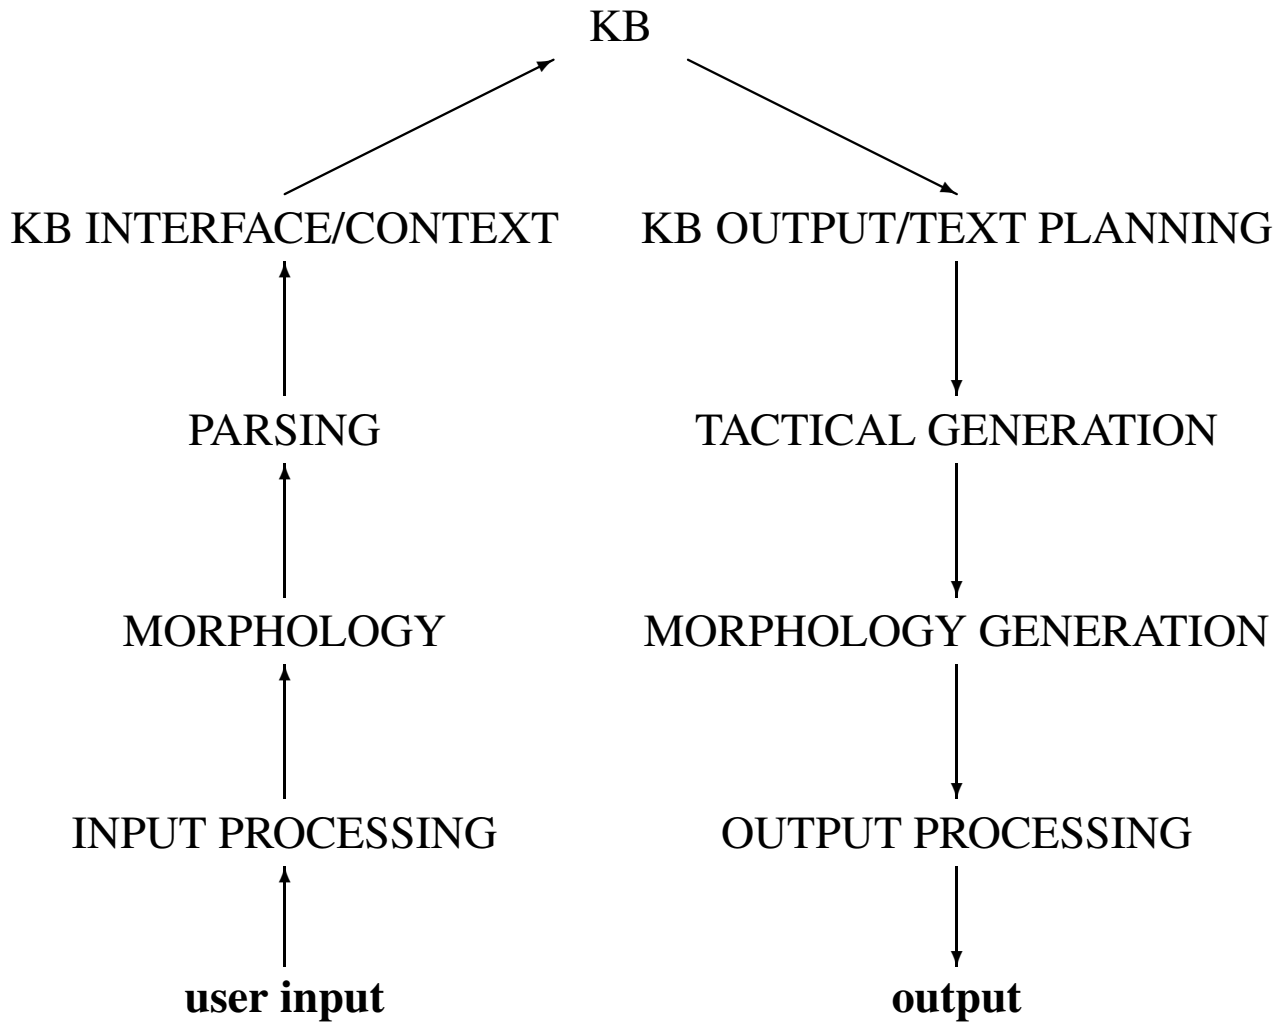 KB
KB INTERFACE/CONTEXT
KB OUTPUT/TEXT PLANNING
PARSING
TACTICAL GENERATION
MORPHOLOGY
MORPHOLOGY GENERATION
INPUT PROCESSING
OUTPUT PROCESSING
user input
output